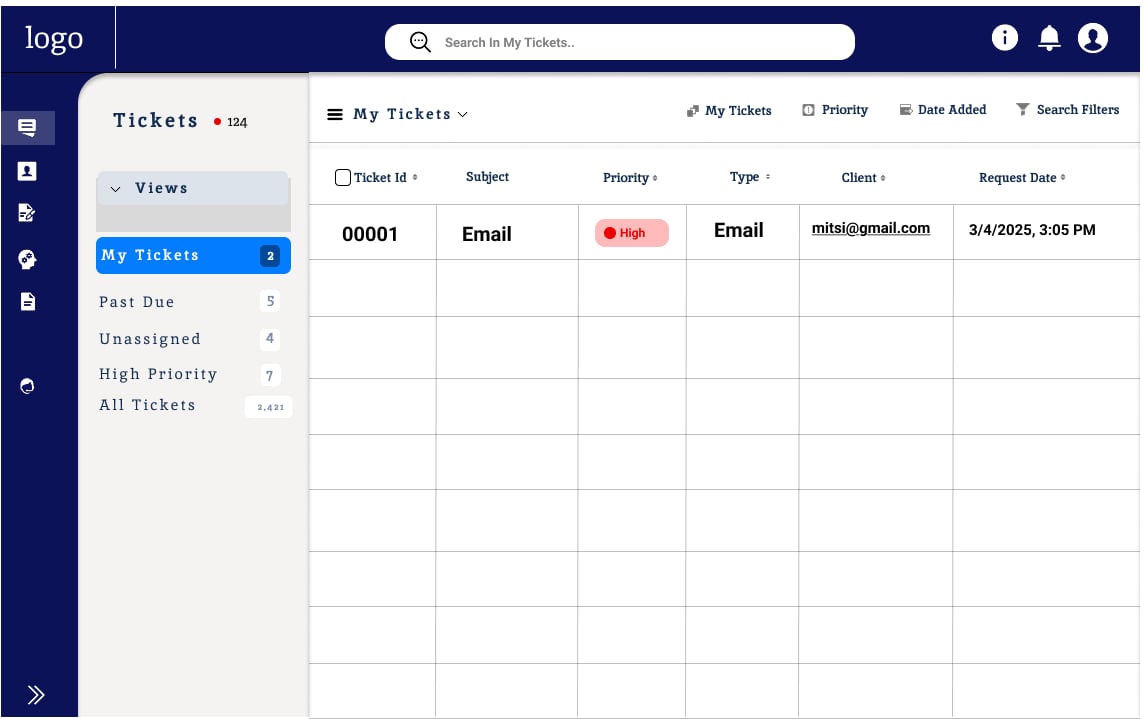 logo
Search In My Tickets..
Tickets 124
Views
My Tickets 2
Past Due 5
Unassigned 4
High Priority 7
All Tickets 2,421
My Tickets
My Tickets Priority Date Added Search Filters
Ticket Id Subject Priority Type Client Request Date
00001 Email High Email mitsi@gmail.com 3/4/2025, 3:05 PM